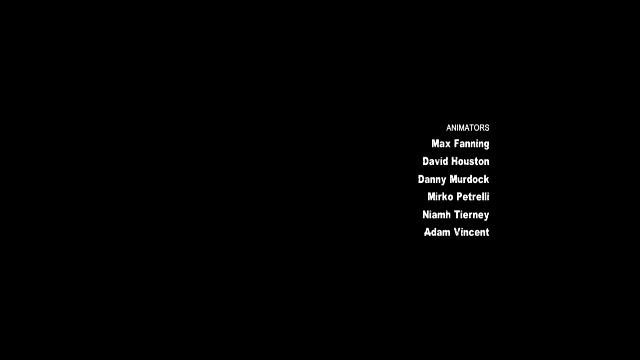 ANIMATORS
Max Fanning
David Houston
Danny Murdock
Mirko Petrelli
Niamh Tierney
Adam Vincent